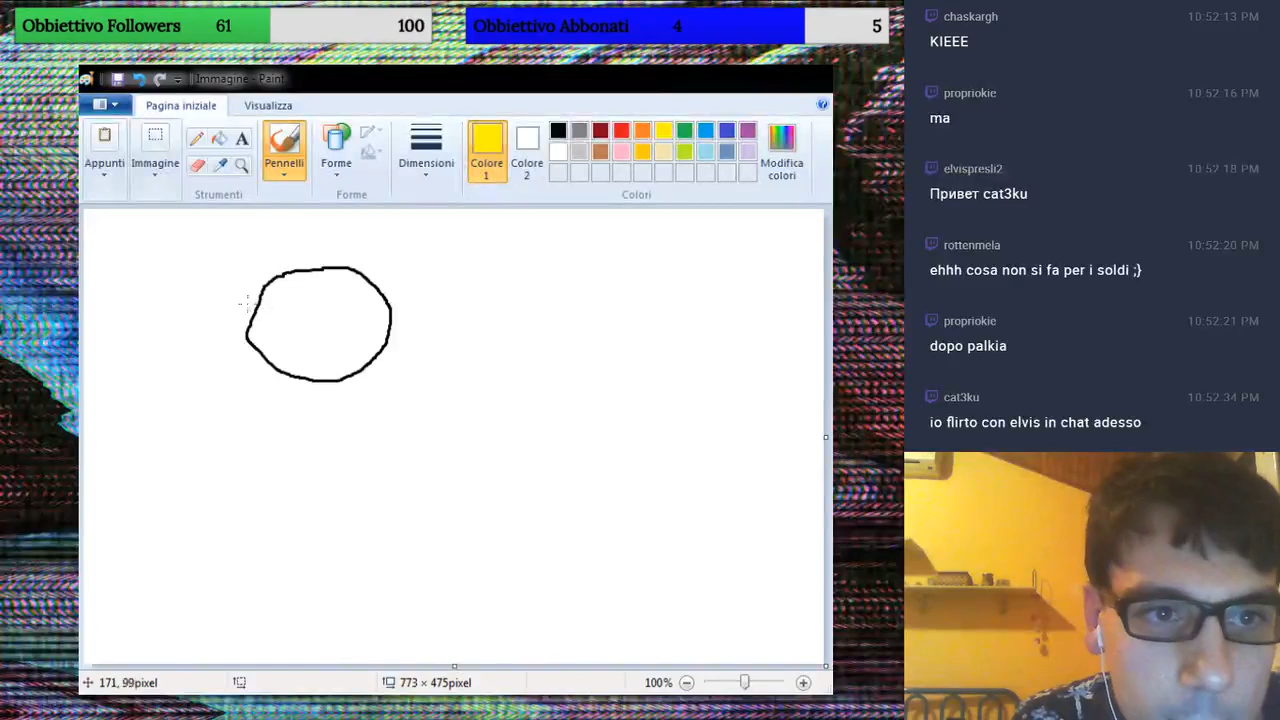 Obbiettivo Followers 61 100
Obbiettivo Abbonati 4 5
Immagine - Paint
Pagina iniziale Visualizza
Appunti
Immagine
Strumenti
Pennelli
Forme
Forme
Dimensioni
Colore
1
Colore
2
Modifica
colori
Colori
171, 99pixel
773 × 475pixel
100%
chaskargh 10:52:13 PM
KIEEE
propriokie 10:52:16 PM
ma
elvispresli2 10:52:18 PM
Привет cat3ku
rottenmela 10:52:20 PM
ehhh cosa non si fa per i soldi ;}
propriokie 10:52:21 PM
dopo palkia
cat3ku 10:52:34 PM
io flirto con elvis in chat adesso